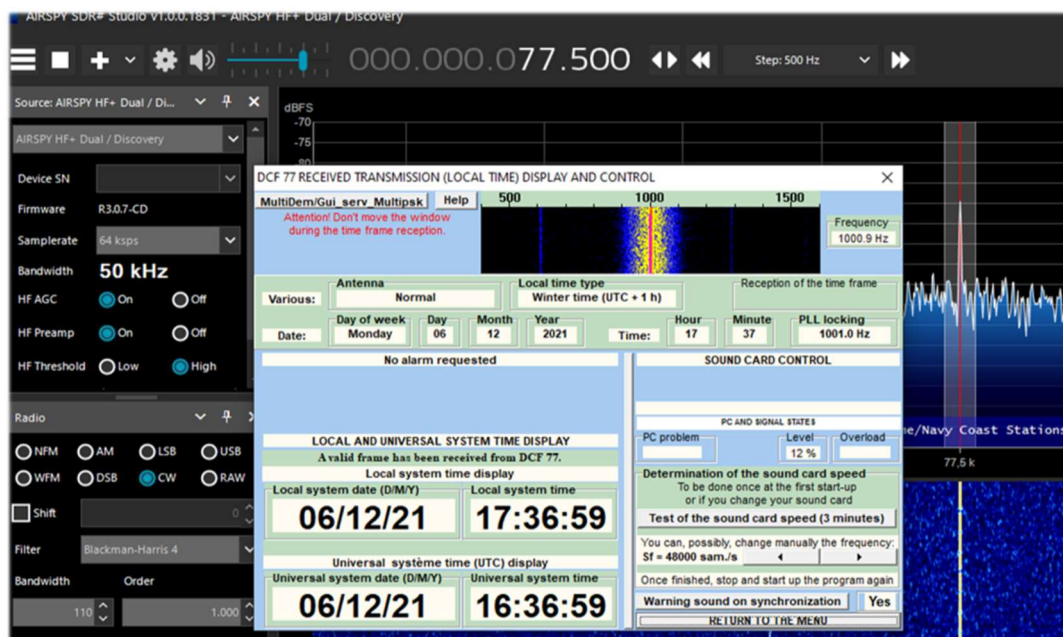 AIRSPY SDR# Studio v1.0.0.1831 - AIRSPY HF+ Dual / Discovery
000.000.077.500
Step: 500 Hz
Source: AIRSPY HF+ Dual / Di...
AIRSPY HF+ Dual / Discovery
Device SN
Firmware R3.0.7-CD
Samplerate 64 ksps
Bandwidth 50 kHz
HF AGC On Off
HF Preamp On Off
HF Threshold Low High
Radio
NFM AM LSB USB
WFM DSB CW RAW
Shift 0
Filter Blackman-Harris 4
Bandwidth Order
110 1.000
dBFS
-70
-75
-80
DCF 77 RECEIVED TRANSMISSION (LOCAL TIME) DISPLAY AND CONTROL
MultiDem/Gui_serv_Multipsk Help
Attention! Don't move the window
during the time frame reception.
500 1000 1500
Frequency
1000.9 Hz
Antenna Local time type Reception of the time frame
Various: Normal Winter time (UTC + 1 h)
Day of week Day Month Year Hour Minute PLL locking
Date: Monday 06 12 2021 Time: 17 37 1001.0 Hz
No alarm requested
LOCAL AND UNIVERSAL SYSTEM TIME DISPLAY
A valid frame has been received from DCF 77.
Local system time display
Local system date (D/M/Y) Local system time
06/12/21 17:36:59
Universal système time (UTC) display
Universal system date (D/M/Y) Universal system time
06/12/21 16:36:59
SOUND CARD CONTROL
PC AND SIGNAL STATES
PC problem Level Overload
12 %
Determination of the sound card speed
To be done once at the first start-up
or if you change your sound card
Test of the sound card speed (3 minutes)
You can, possibly, change manually the frequency:
Sf = 48000 sam./s
Once finished, stop and start up the program again
Warning sound on synchronization Yes
RETURN TO THE MENU
e/Navy Coast Stations
77,5 k